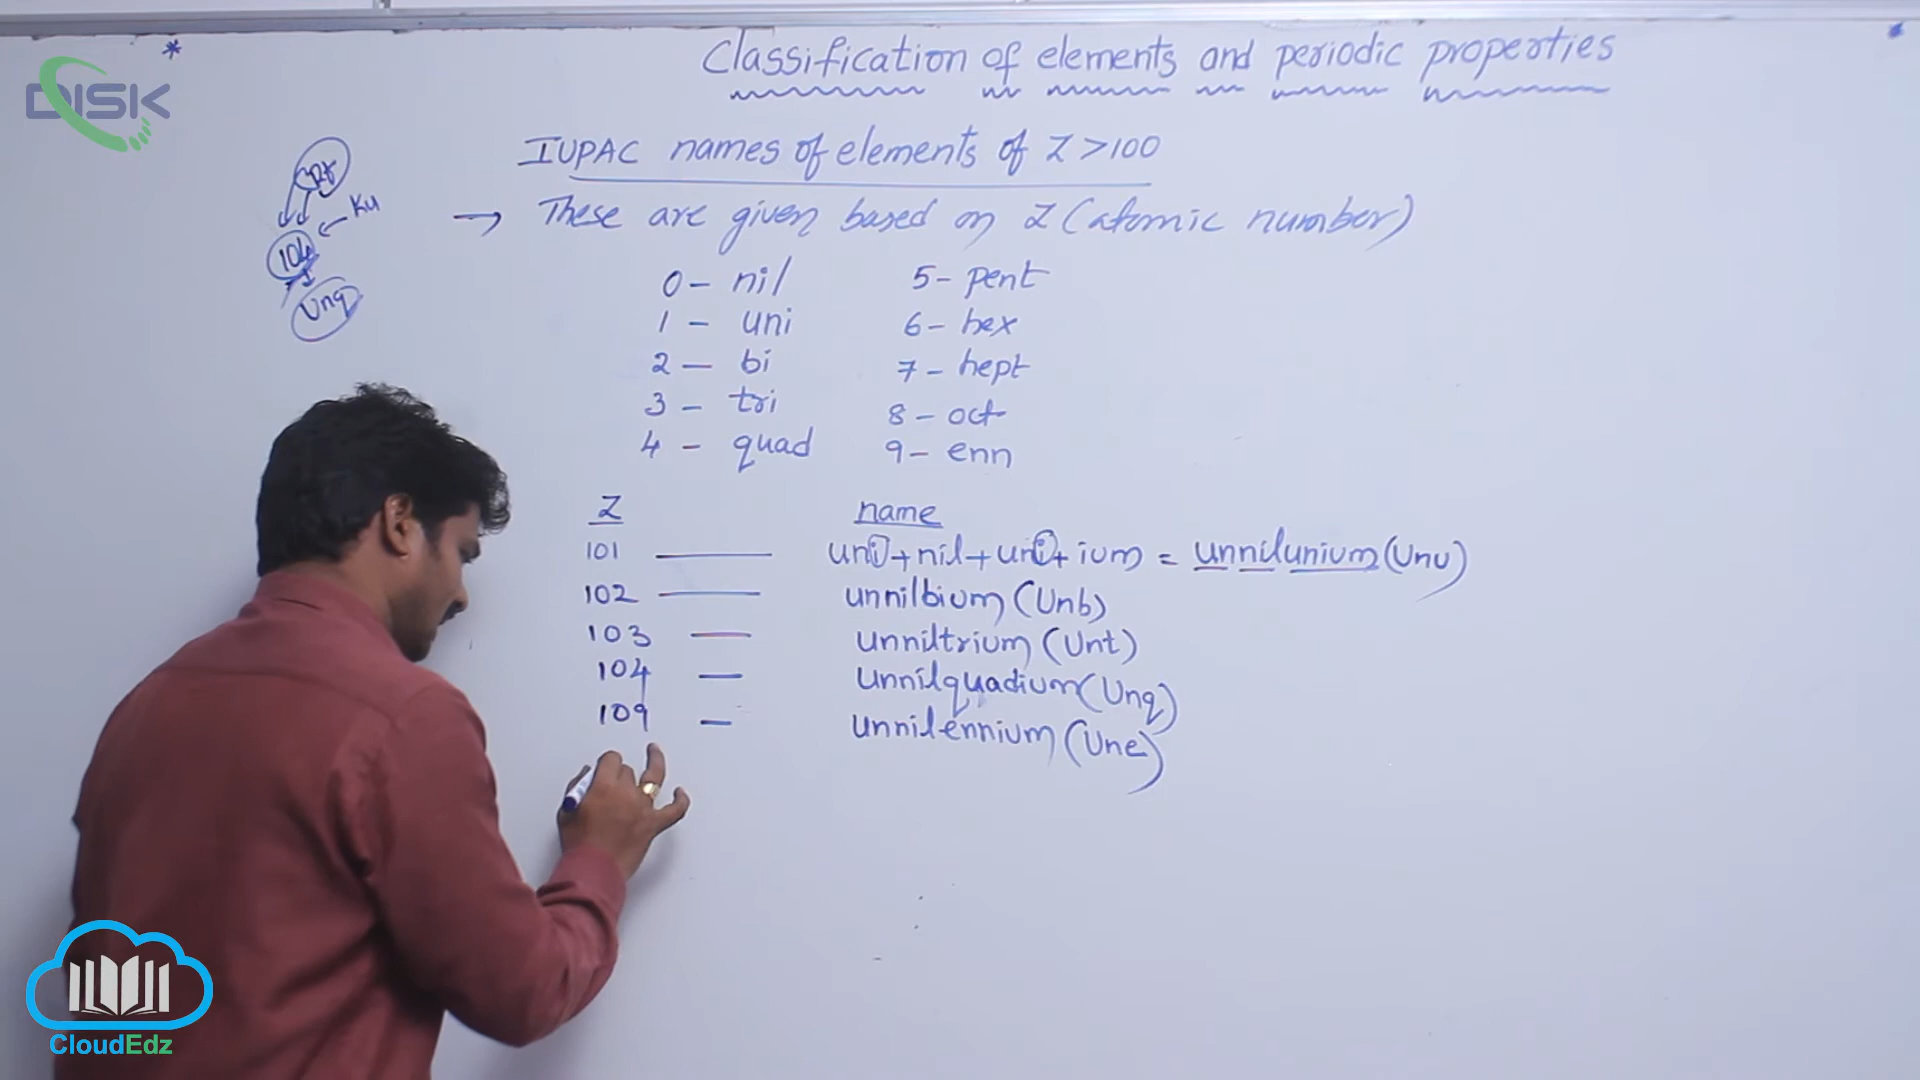 DISK
*
Classification of elements and periodic properties
IUPAC names of elements of Z >100
Ku
104
Unq
→ These are given based on Z (atomic number)
0 - nil 5 - pent
1 - uni 6 - hex
2 - bi 7 - hept
3 - tri 8 - oct
4 - quad 9 - enn
Z name
101 — uni + nil + uni + ium = unnilunium (Unu)
102 — unnilbium (Unb)
103 — unniltrium (Unt)
104 — unnilquadium (Unq)
109 — unnilennium (Une)
CloudEdz